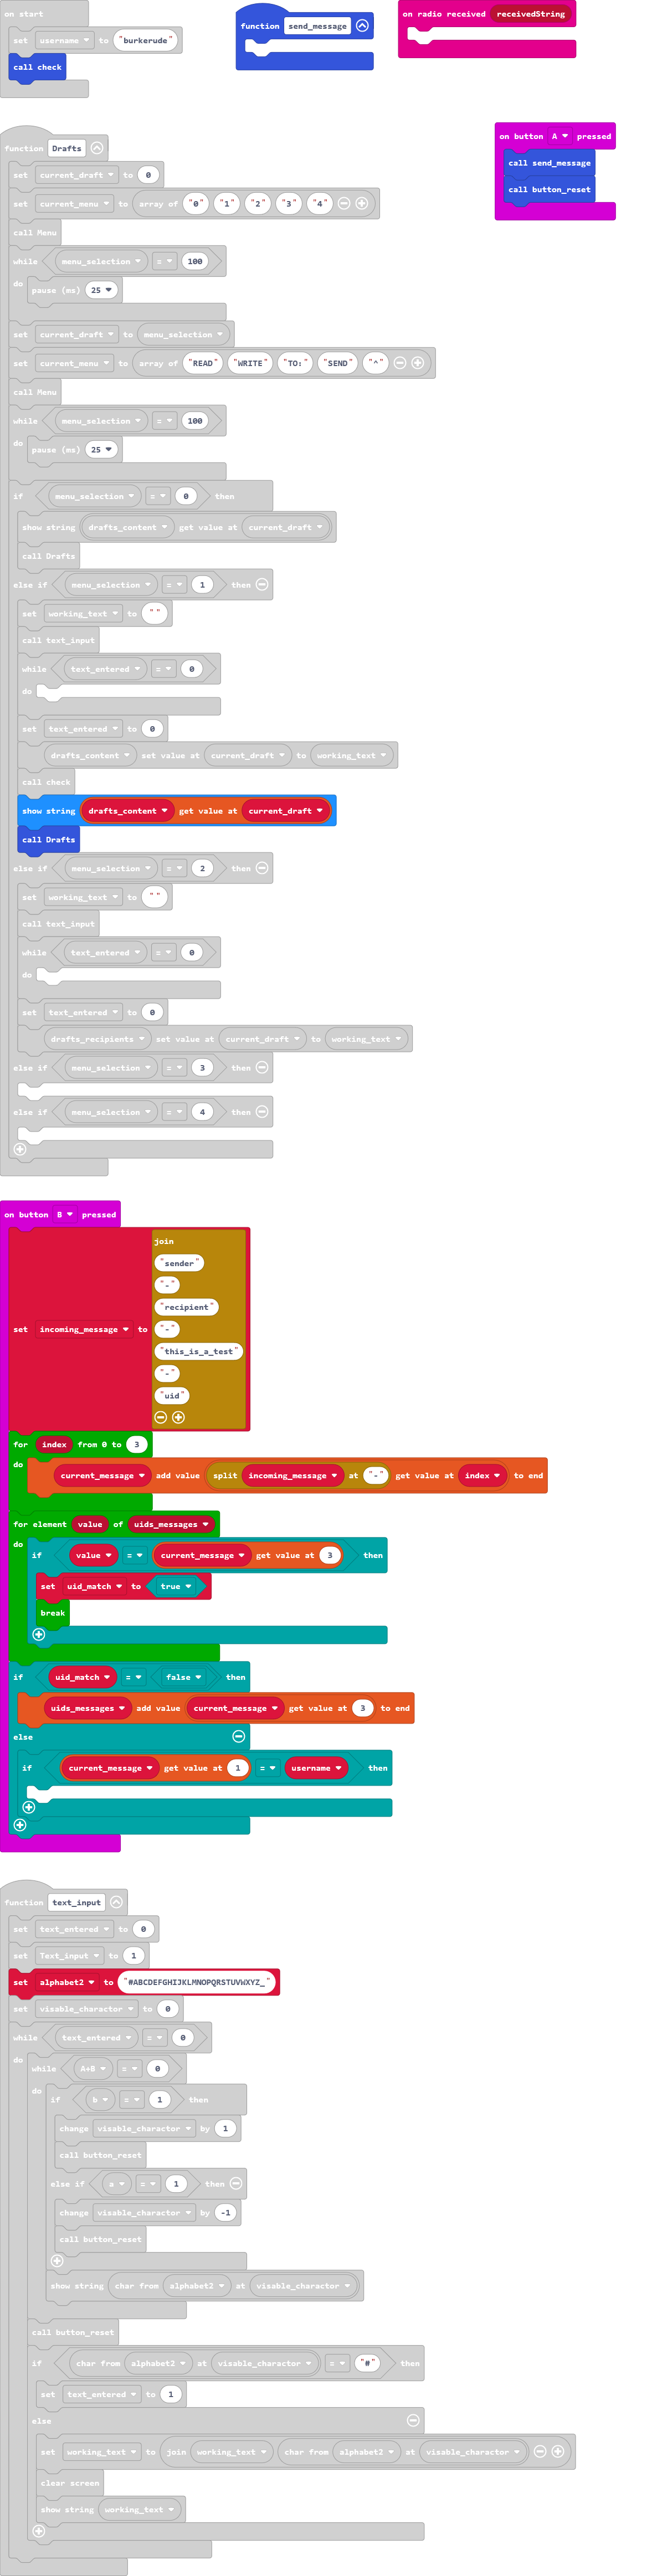 on start
set username to "burkerude"
call check
function send_message
on radio received receivedString
on button A pressed
call send_message
call button_reset
function Drafts
set current_draft to 0
set current_menu to array of "0" "1" "2" "3" "4"
call Menu
while menu_selection = 100
do pause (ms) 25
set current_draft to menu_selection
set current_menu to array of "READ" "WRITE" "TO:" "SEND" "^"
call Menu
while menu_selection = 100
do pause (ms) 25
if menu_selection = 0 then
show string drafts_content get value at current_draft
call Drafts
else if menu_selection = 1 then
set working_text to ""
call text_input
while text_entered = 0
do
set text_entered to 0
drafts_content set value at current_draft to working_text
call check
show string drafts_content get value at current_draft
call Drafts
else if menu_selection = 2 then
set working_text to ""
call text_input
while text_entered = 0
do
set text_entered to 0
drafts_recipients set value at current_draft to working_text
else if menu_selection = 3 then
else if menu_selection = 4 then
on button B pressed
join
"sender"
"-"
"recipient"
set incoming_message to "-"
"this_is_a_test"
"-"
"uid"
for index from 0 to 3
do current_message add value split incoming_message at "-" get value at index to end
for element value of uids_messages
do if value = current_message get value at 3 then
set uid_match to true
break
if uid_match = false then
uids_messages add value current_message get value at 3 to end
else
if current_message get value at 1 = username then
function text_input
set text_entered to 0
set Text_input to 1
set alphabet2 to "#ABCDEFGHIJKLMNOPQRSTUVWXYZ_"
set visable_charactor to 0
while text_entered = 0
do while A+B = 0
do if b = 1 then
change visable_charactor by 1
call button_reset
else if a = 1 then
change visable_charactor by -1
call button_reset
show string char from alphabet2 at visable_charactor
call button_reset
if char from alphabet2 at visable_charactor = "#" then
set text_entered to 1
else
set working_text to join working_text char from alphabet2 at visable_charactor
clear screen
show string working_text